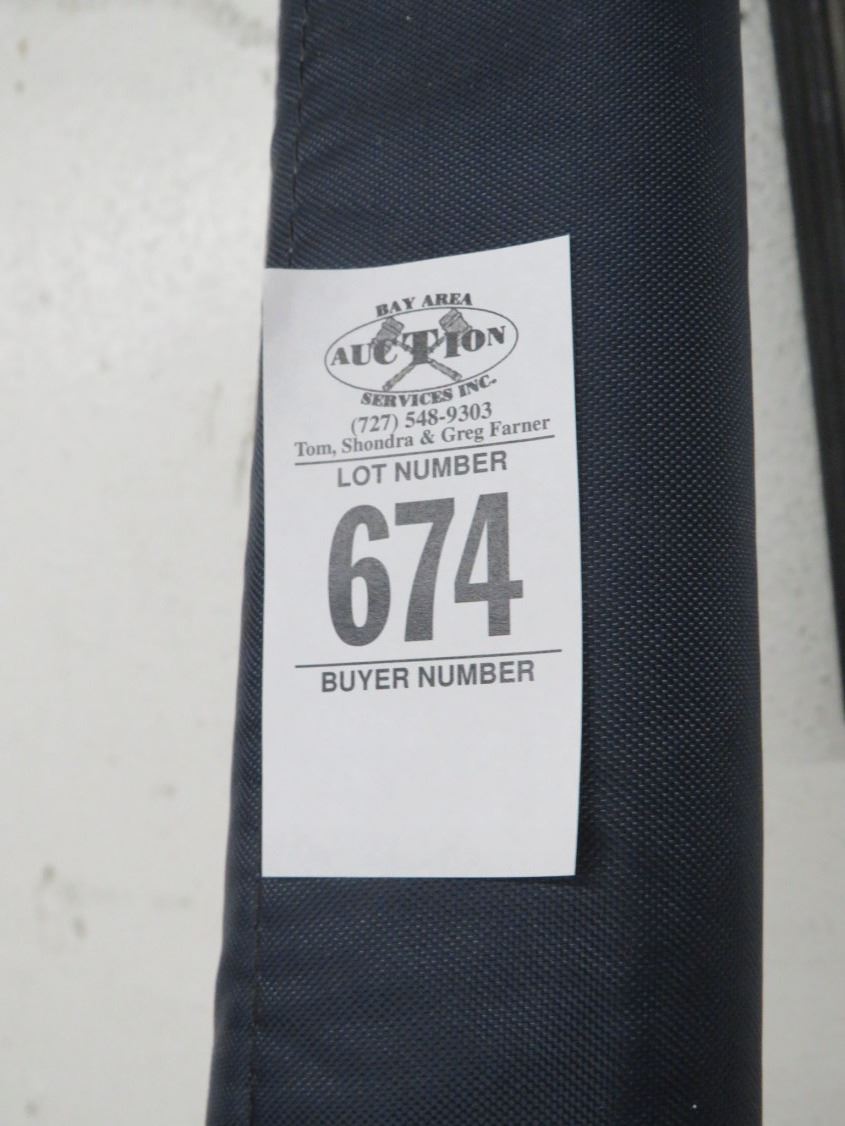 BAY AREA
AUCTION
SERVICES INC.
(727) 548-9303
Tom, Shondra & Greg Farner
LOT NUMBER
674
BUYER NUMBER